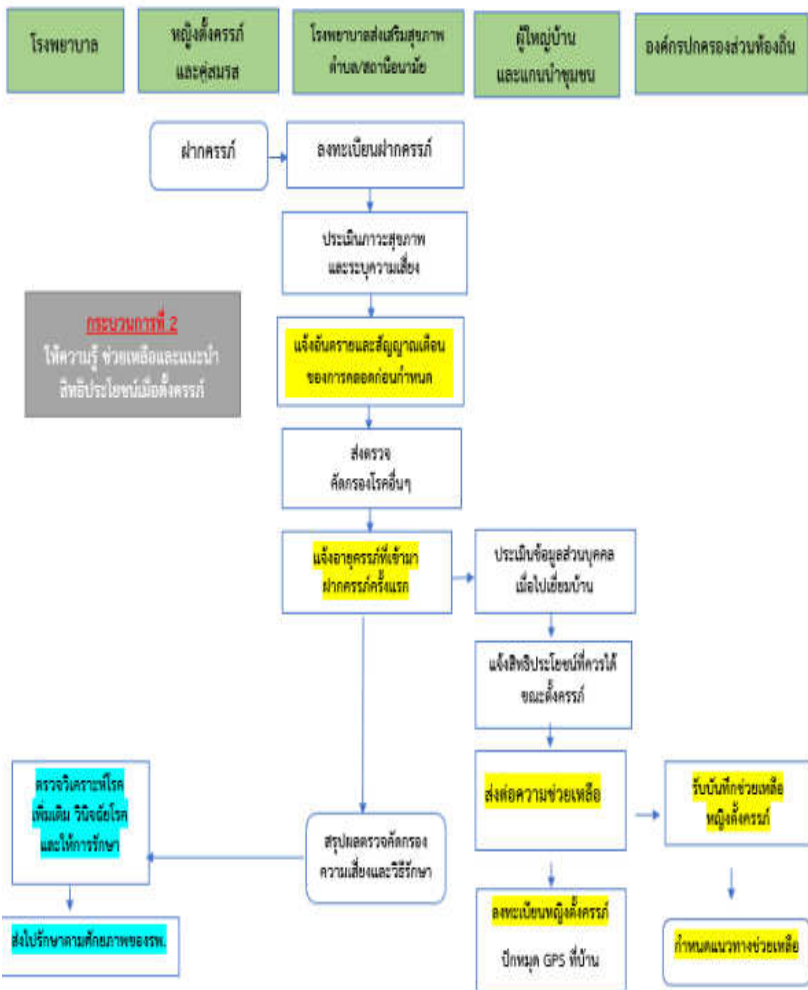 โรงพยาบาล
หญิงตั้งครรภ์
และคู่สมรส
โรงพยาบาลส่งเสริมสุขภาพ
ตำบล/สถานีอนามัย
ผู้ใหญ่บ้าน
และแกนนำชุมชน
องค์กรปกครองส่วนท้องถิ่น
ฝากครรภ์
ลงทะเบียนฝากครรภ์
ประเมินภาวะสุขภาพ
และระบุความเสี่ยง
กระบวนการที่ 2
ให้ความรู้ ช่วยเหลือและแนะนำ
สิทธิประโยชน์เมื่อตั้งครรภ์
แจ้งอันตรายและสัญญาณเตือน
ของการคลอดก่อนกำหนด
ส่งตรวจ
คัดกรองโรคอื่นๆ
แจ้งอายุครรภ์ที่เข้ามา
ฝากครรภ์ครั้งแรก
ประเมินข้อมูลส่วนบุคคล
เมื่อไปเยี่ยมบ้าน
แจ้งสิทธิประโยชน์ที่ควรได้
ขณะตั้งครรภ์
ตรวจวิเคราะห์โรค
เพิ่มเติม วินิจฉัยโรค
และให้การรักษา
ส่งต่อความช่วยเหลือ
รับบันทึกช่วยเหลือ
หญิงตั้งครรภ์
สรุปผลตรวจคัดกรอง
ความเสี่ยงและวิธีรักษา
ส่งไปรักษาตามศักยภาพของรพ.
ลงทะเบียนหญิงตั้งครรภ์
ปักหมุด GPS ที่บ้าน
กำหนดแนวทางช่วยเหลือ